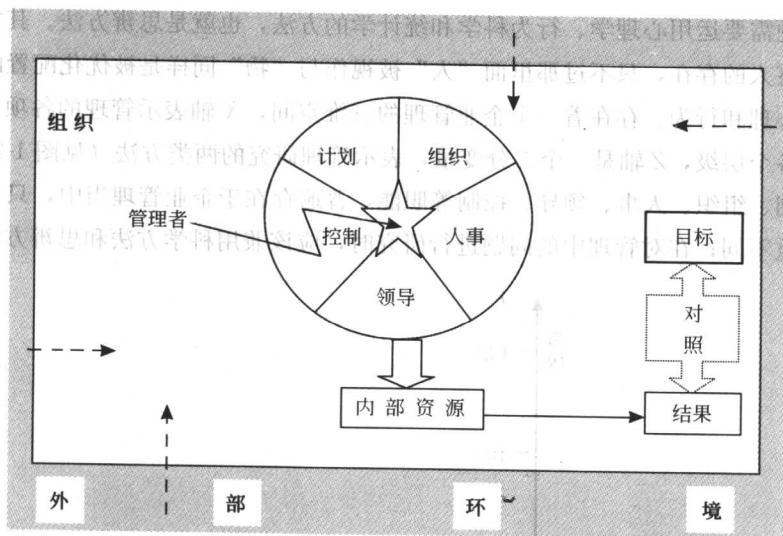 组织
计划
组织
管理者
控制
人事
领导
目标
对
照
内部资源
结果
外 部 环 境